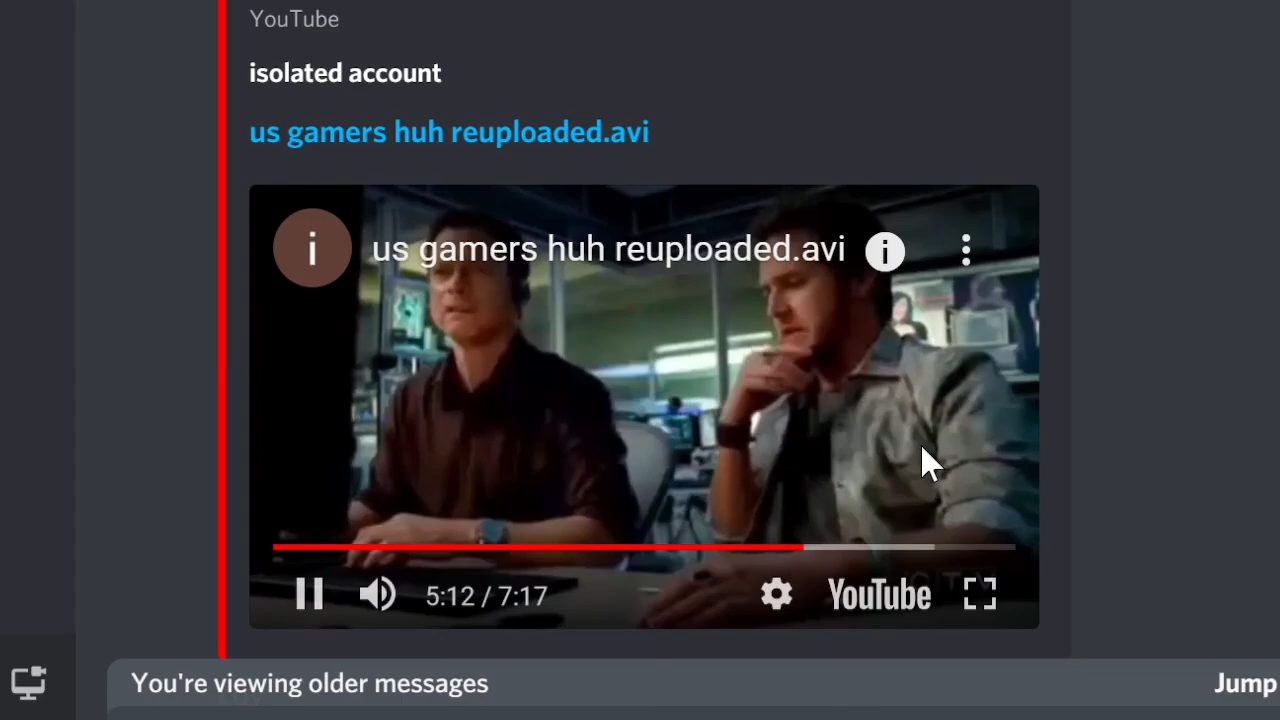 YouTube
isolated account
us gamers huh reuploaded.avi
i us gamers huh reuploaded.avi i
5:12 / 7:17 YouTube
You're viewing older messages Jump